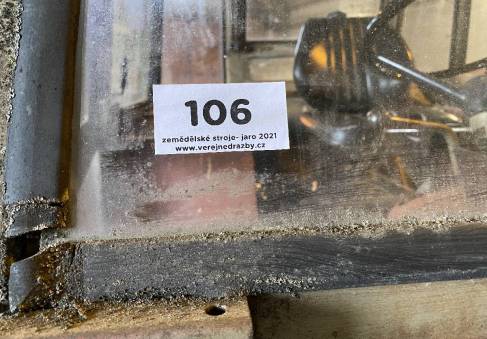 106
zemědělské stroje- jaro 2021
www.verejnedrazby.cz